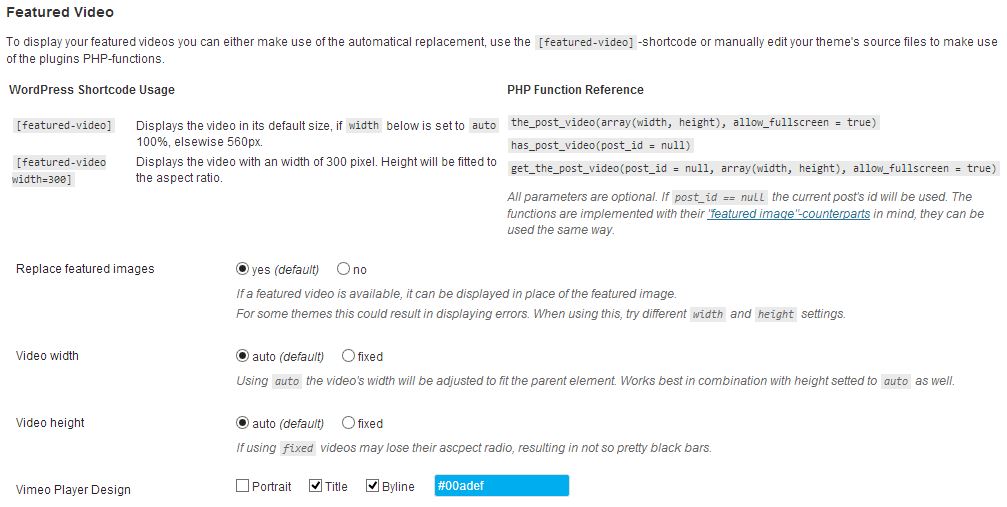 Featured Video
To display your featured videos you can either make use of the automatical replacement, use the [featured-video] -shortcode or manually edit your theme's source files to make use
of the plugins PHP-functions.
WordPress Shortcode Usage
[featured-video] Displays the video in its default size, if width below is set to auto
100%, elsewise 560px.
[featured-video
width=300]
Displays the video with an width of 300 pixel. Height will be fitted to
the aspect ratio.
PHP Function Reference
the_post_video(array(width, height), allow_fullscreen = true)
has_post_video(post_id = null)
get_the_post_video(post_id = null, array(width, height), allow_fullscreen = true)
All parameters are optional. If post_id == null the current post's id will be used. The
functions are implemented with their "featured image"-counterparts in mind, they can be
used the same way.
Replace featured images yes (default) no
If a featured video is available, it can be displayed in place of the featured image.
For some themes this could result in displaying errors. When using this, try different width and height settings.
Video width auto (default) fixed
Using auto the video's width will be adjusted to fit the parent element. Works best in combination with height setted to auto as well.
Video height auto (default) fixed
If using fixed videos may lose their ascpect radio, resulting in not so pretty black bars.
Vimeo Player Design Portrait Title Byline #00adef